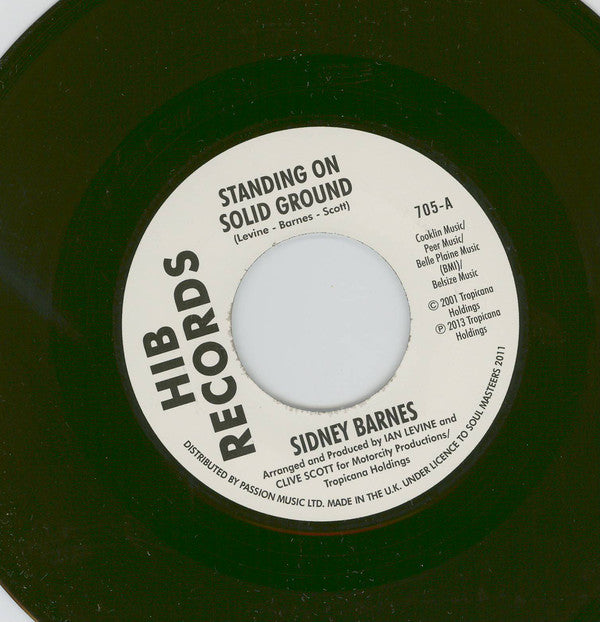 STANDING ON
SOLID GROUND
(Levine - Barnes - Scott)
705-A
Cooklin Music/
Peer Music/
Belle Plaine Music
(BMI)/
Belsize Music
© 2001 Tropicana
Holdings
℗ 2013 Tropicana
Holdings
HIB
RECORDS
SIDNEY BARNES
Arranged and Produced by IAN LEVINE and
CLIVE SCOTT for Motorcity Productions/
Tropicana Holdings
DISTRIBUTED BY PASSION MUSIC LTD. MADE IN THE U.K. UNDER LICENCE TO SOUL MASTEERS 2011